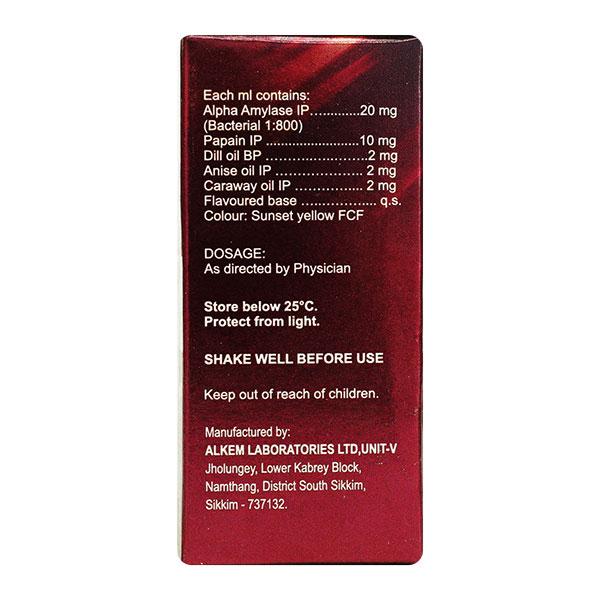 Each ml contains:
Alpha Amylase IP.............20 mg
(Bacterial 1:800)
Papain IP .........................10 mg
Dill oil BP ............................2 mg
Anise oil IP ........................ 2 mg
Caraway oil IP .................. 2 mg
Flavoured base .................. q.s.
Colour: Sunset yellow FCF
DOSAGE:
As directed by Physician
Store below 25°C.
Protect from light.
SHAKE WELL BEFORE USE
Keep out of reach of children.
Manufactured by:
ALKEM LABORATORIES LTD,UNIT-V
Jholungey, Lower Kabrey Block,
Namthang, District South Sikkim,
Sikkim - 737132.